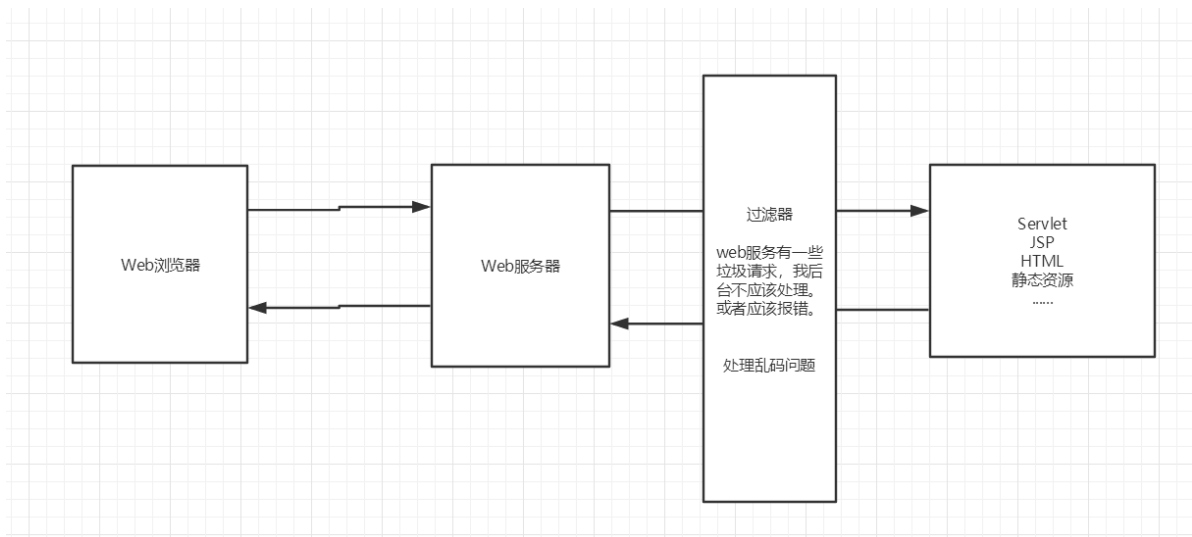 Web浏览器
Web服务器
过滤器
web服务有一些
垃圾请求，我后
台不应该处理。
或者应该报错。
处理乱码问题
Servlet
JSP
HTML
静态资源
......